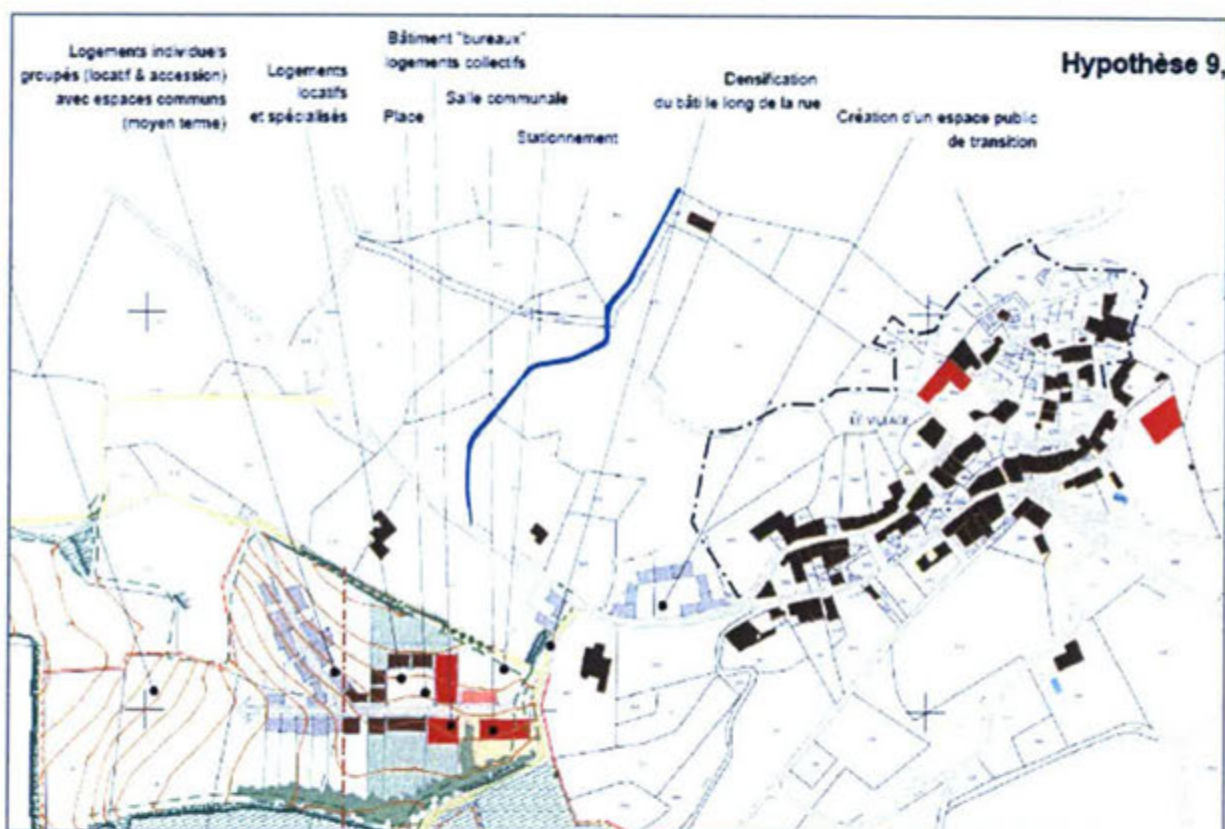 Logements individuels
groupés (locatif & accession)
avec espaces communs
(moyen terme)
Logements
locatifs
et spécialisés
Bâtiment "bureaux"
logements collectifs
Place
Salle communale
Stationnement
Densification
du bâti le long de la rue
Création d'un espace public
de transition
Hypothèse 9,
LE VILLAGE